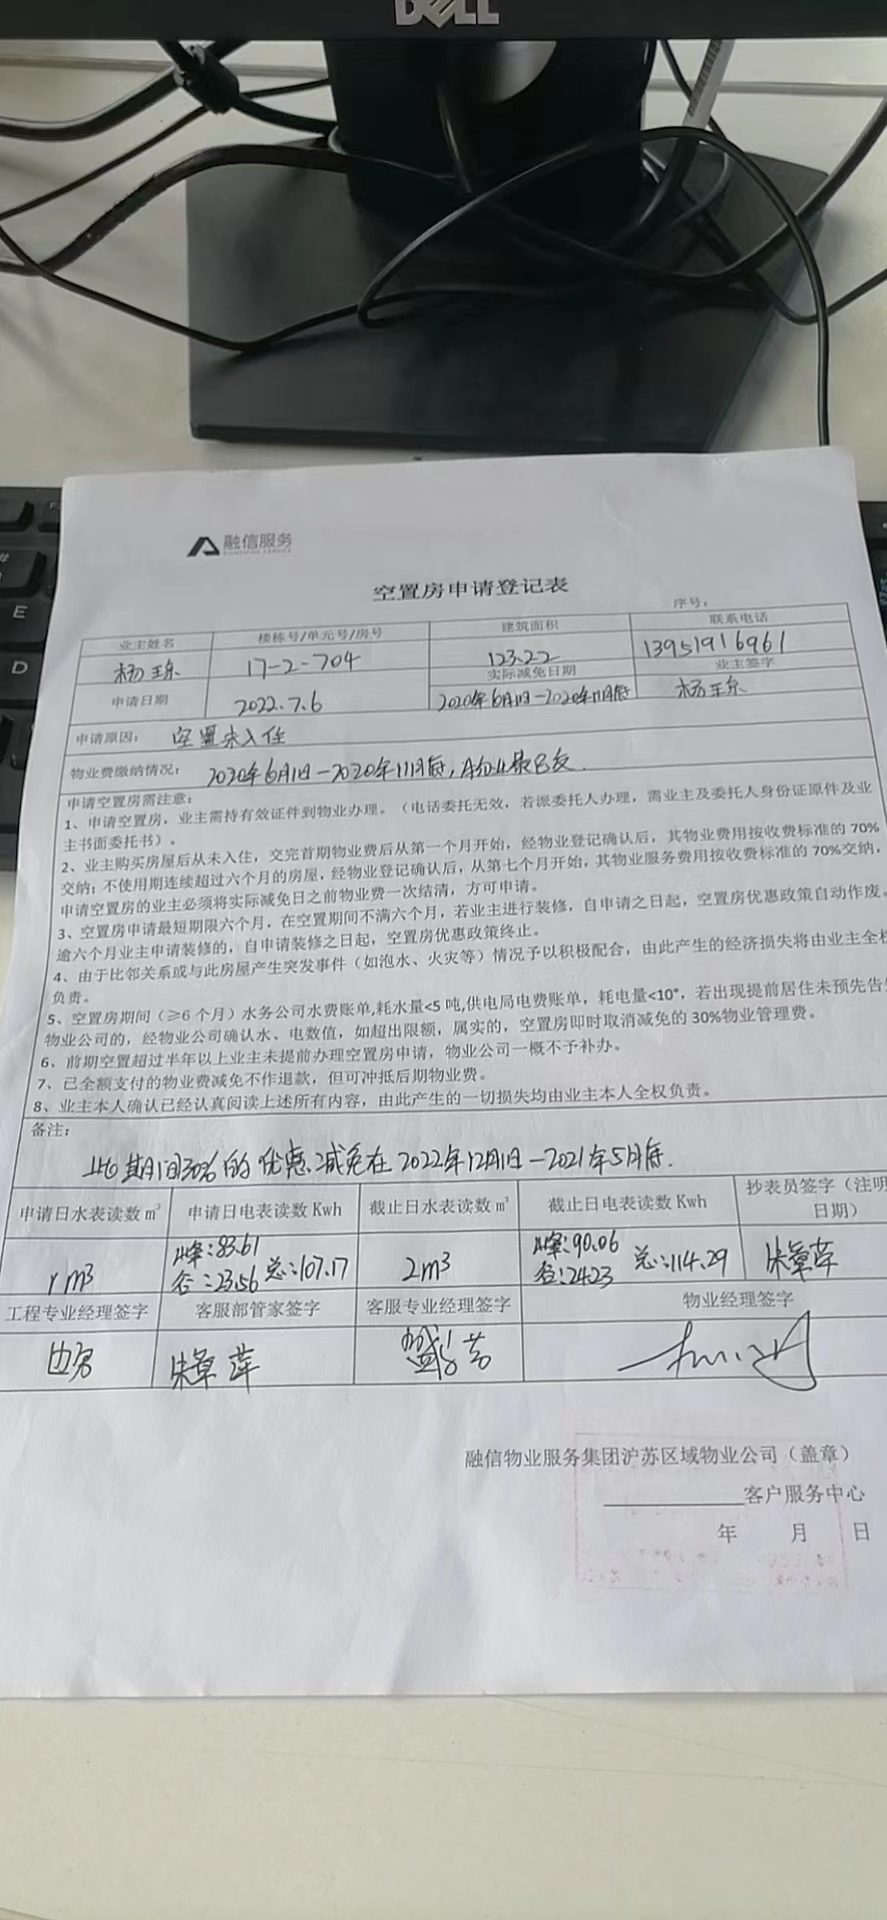 DELL
E
D
融信服务
空置房申请登记表
序号:
业主姓名 楼栋号/单元号/房号 建筑面积 联系电话
17-2-704 123.22 13951916961
申请日期 2022.7.6 实际减免日期 业主签字
2020年6月1日-2020年11月底
申请原因: 空置未入住
物业费缴纳情况: 2020年6月1日-2020年11月底,
申请空置房需注意:
1、申请空置房,业主需持有效证件到物业办理。(电话委托无效,若派委托人办理,需业主及委托人身份证原件及业
主书面委托书)。
2、业主购买房屋后从未入住,交完首期物业费后从第一个月开始,经物业登记确认后,其物业费用按收费标准的 70%
交纳;不使用期连续超过六个月的房屋,经物业登记确认后,从第七个月开始,其物业服务费用按收费标准的 70%交纳,
申请空置房的业主必须将实际减免日之前物业费一次结清,方可申请。
3、空置房申请最短期限六个月,在空置期间不满六个月,若业主进行装修,自申请之日起,空置房优惠政策自动作废。
逾六个月业主申请装修的,自申请装修之日起,空置房优惠政策终止。
4、由于比邻关系或与此房屋产生突发事件(如泡水、火灾等)情况予以积极配合,由此产生的经济损失将由业主全权
负责。
5、空置房期间(≥6 个月)水务公司水费账单,耗水量<5 吨,供电局电费账单,耗电量<10°,若出现提前居住未预先告知
物业公司的,经物业公司确认水、电数值,如超出限额,属实的,空置房即时取消减免的 30%物业管理费。
6、前期空置超过半年以上业主未提前办理空置房申请,物业公司一概不予补办。
7、已全额支付的物业费减免不作退款,但可冲抵后期物业费。
8、业主本人确认已经认真阅读上述所有内容,由此产生的一切损失均由业主本人全权负责。
备注:
此期间30%的优惠减免在2022年12月1日-2021年5月底.
申请日水表读数 m³ 申请日电表读数 Kwh 截止日水表读数 m³ 截止日电表读数 Kwh 抄表员签字(注明
日期)
1m³ 峰:83.61 2m³ 峰:90.06 朱章萍
谷:23.56 总:107.17 谷:24.23 总:114.29
工程专业经理签字 客服部管家签字 客服专业经理签字 物业经理签字
朱章萍
融信物业服务集团沪苏区域物业公司(盖章)
客户服务中心
年 月 日